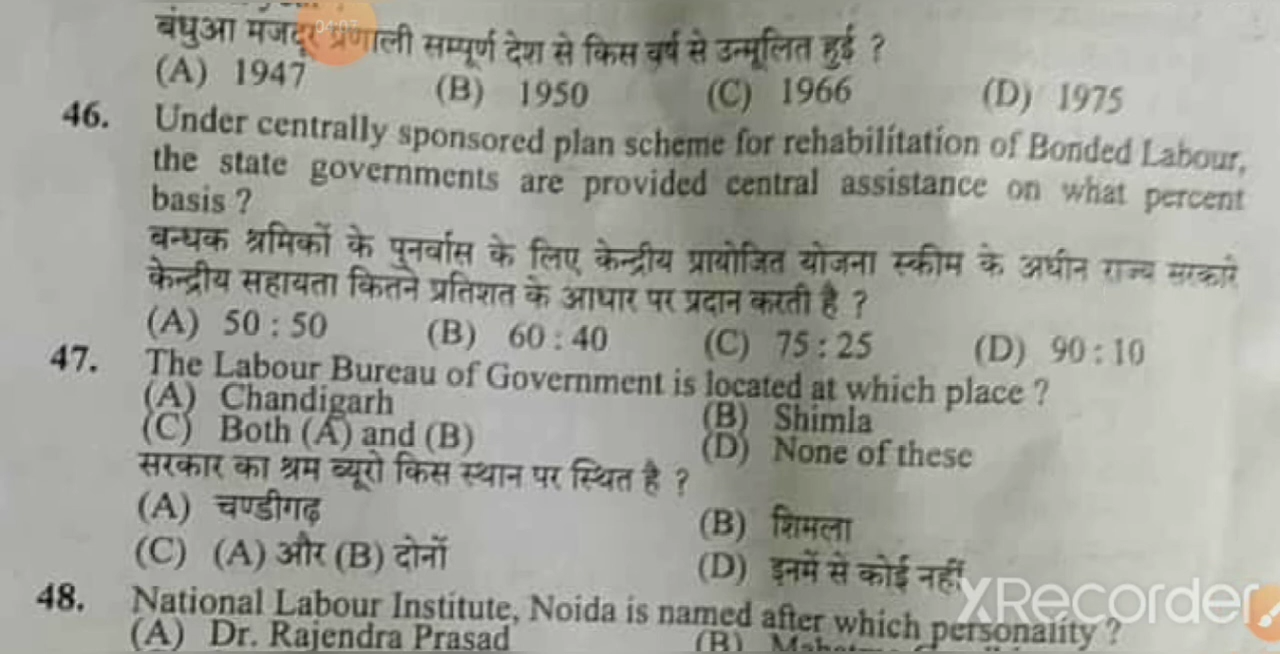 बंधुआ मजदूर प्रणाली सम्पूर्ण देश से किस वर्ष से उन्मूलित हुई ?
04:07
(A) 1947 (B) 1950 (C) 1966 (D) 1975
46. Under centrally sponsored plan scheme for rehabilitation of Bonded Labour,
the state governments are provided central assistance on what percent
basis ?
बन्धक श्रमिकों के पुनर्वास के लिए केन्द्रीय प्रायोजित योजना स्कीम के अधीन राज्य सरकारे
केन्द्रीय सहायता कितने प्रतिशत के आधार पर प्रदान करती है ?
(A) 50 : 50 (B) 60 : 40 (C) 75 : 25 (D) 90 : 10
47. The Labour Bureau of Government is located at which place ?
(A) Chandigarh (B) Shimla
(C) Both (A) and (B) (D) None of these
सरकार का श्रम ब्यूरो किस स्थान पर स्थित है ?
(A) चण्डीगढ़ (B) शिमला
(C) (A) और (B) दोनों (D) इनमें से कोई नहीं
XRecorder
48. National Labour Institute, Noida is named after which personality ?
(A) Dr. Rajendra Prasad (B)